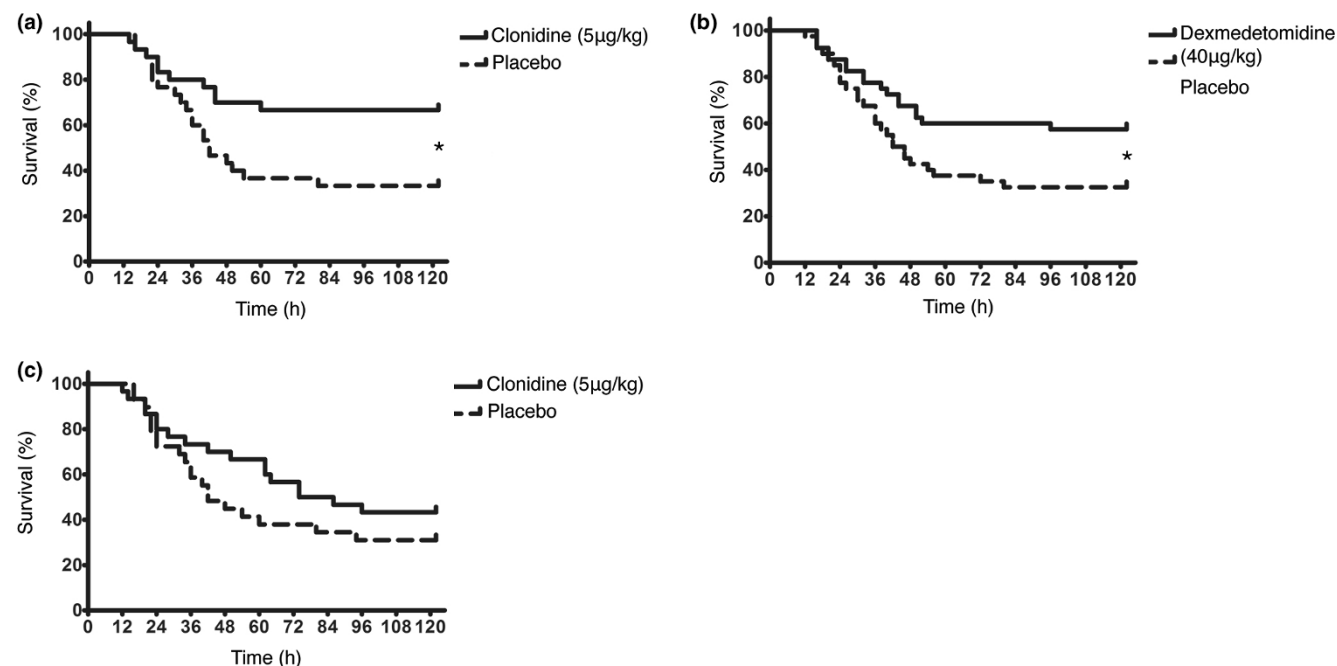 (a)
Clonidine (5µg/kg)
Placebo
100
80
60
40
20
0
Survival (%)
*
0 12 24 36 48 60 72 84 96 108 120
Time (h)
(b)
Dexmedetomidine
(40µg/kg)
Placebo
100
80
60
40
20
0
Survival (%)
*
0 12 24 36 48 60 72 84 96 108 120
Time (h)
(c)
Clonidine (5µg/kg)
Placebo
100
80
60
40
20
0
Survival (%)
0 12 24 36 48 60 72 84 96 108 120
Time (h)